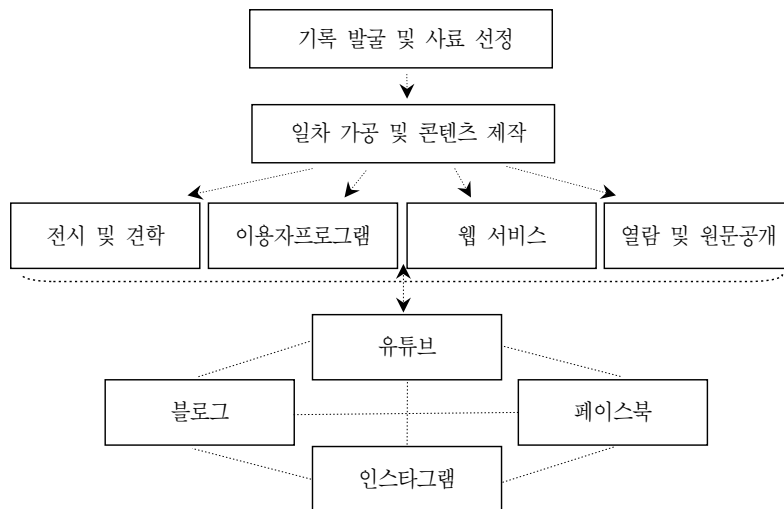 기록 발굴 및 사료 선정
일차 가공 및 콘텐츠 제작
전시 및 견학
이용자프로그램
웹 서비스
열람 및 원문공개
유튜브
블로그
페이스북
인스타그램